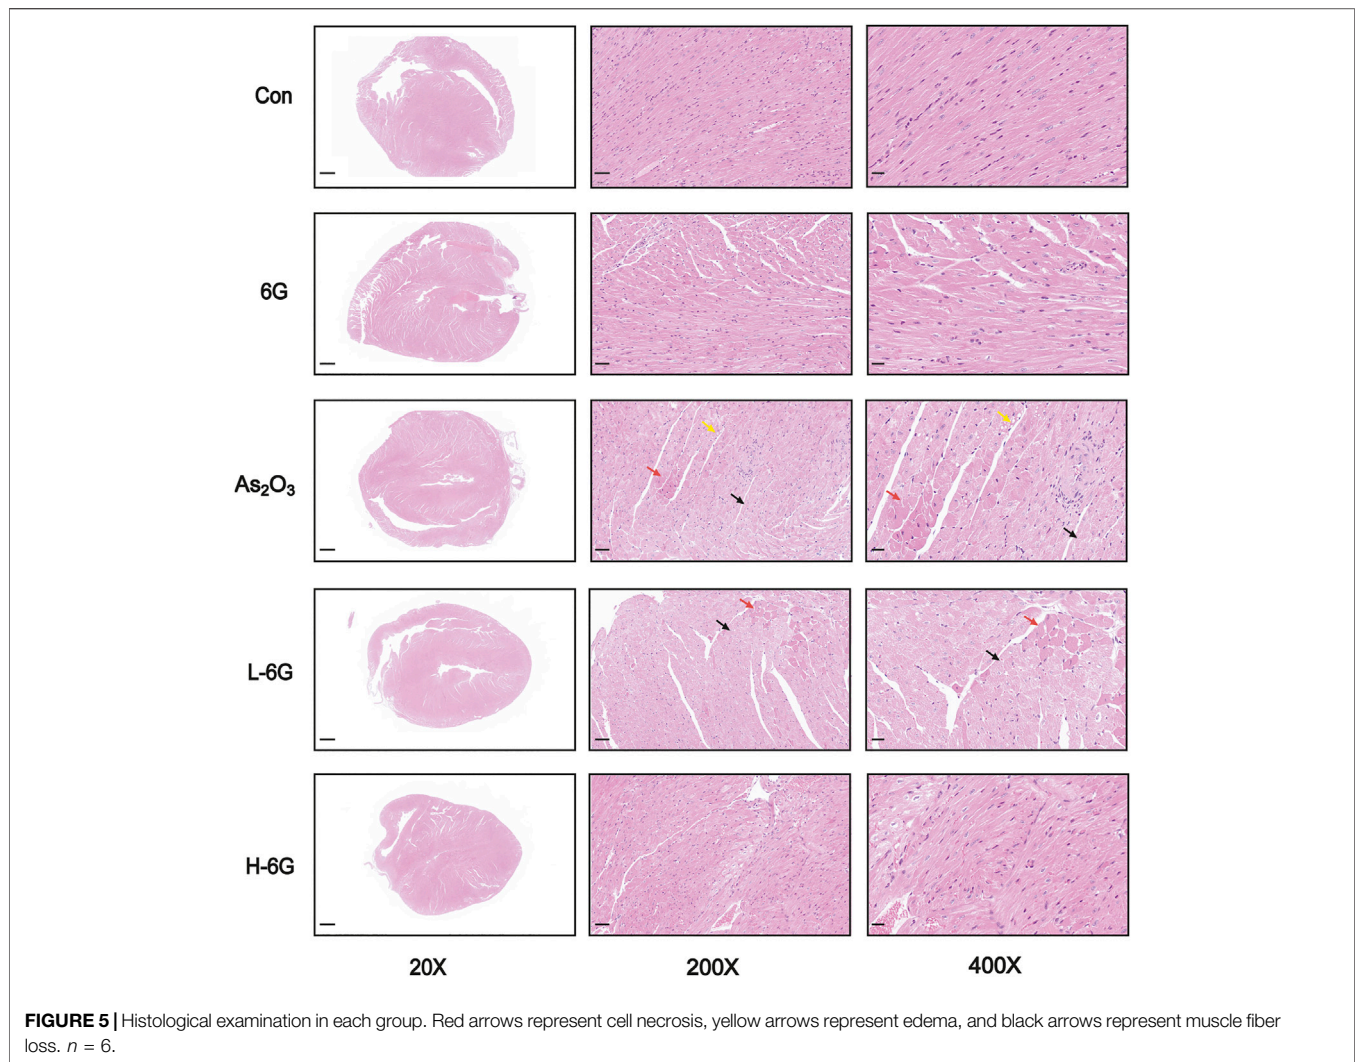 Con
6G
As₂O₃
L-6G
H-6G
20X 200X 400X
FIGURE 5 | Histological examination in each group. Red arrows represent cell necrosis, yellow arrows represent edema, and black arrows represent muscle fiber
loss. n = 6.